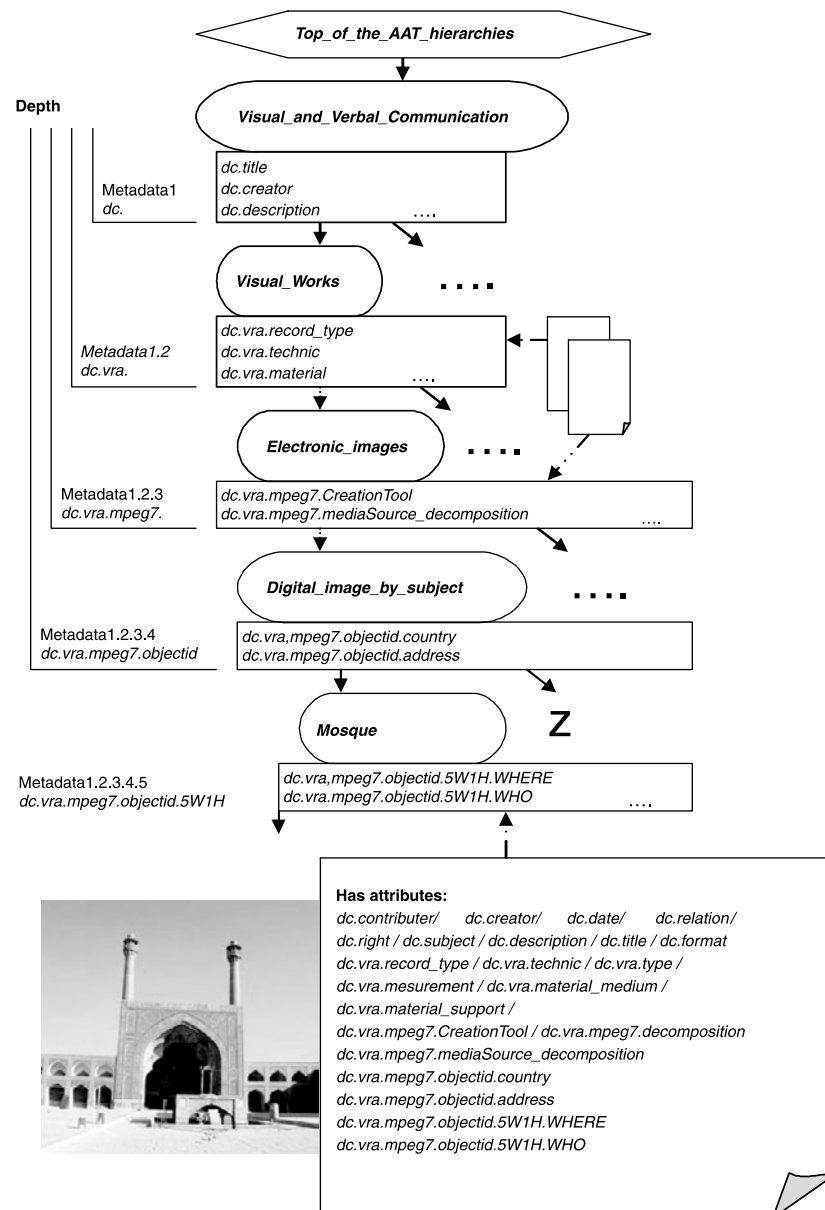 Top_of_the_AAT_hierarchies
Depth
Visual_and_Verbal_Communication
dc.title
dc.creator
dc.description ....
Metadata1
dc.
Visual_Works
....
dc.vra.record_type
dc.vra.technic
dc.vra.material ....
Metadata1.2
dc.vra.
Electronic_images
....
Metadata1.2.3
dc.vra.mpeg7.
dc.vra.mpeg7.CreationTool
dc.vra.mpeg7.mediaSource_decomposition ....
Digital_image_by_subject
....
Metadata1.2.3.4
dc.vra.mpeg7.objectid
dc.vra,mpeg7.objectid.country
dc.vra.mpeg7.objectid.address
Mosque
Z
Metadata1.2.3.4.5
dc.vra.mpeg7.objectid.5W1H
dc.vra,mpeg7.objectid.5W1H.WHERE
dc.vra.mpeg7.objectid.5W1H.WHO ....
Has attributes:
dc.contributer/ dc.creator/ dc.date/ dc.relation/
dc.right / dc.subject / dc.description / dc.title / dc.format
dc.vra.record_type / dc.vra.technic / dc.vra.type /
dc.vra.mesurement / dc.vra.material_medium /
dc.vra.material_support /
dc.vra.mpeg7.CreationTool / dc.vra.mpeg7.decomposition
dc.vra.mpeg7.mediaSource_decomposition
dc.vra.mepg7.objectid.country
dc.vra.mepg7.objectid.address
dc.vra.mpeg7.objectid.5W1H.WHERE
dc.vra.mpeg7.objectid.5W1H.WHO